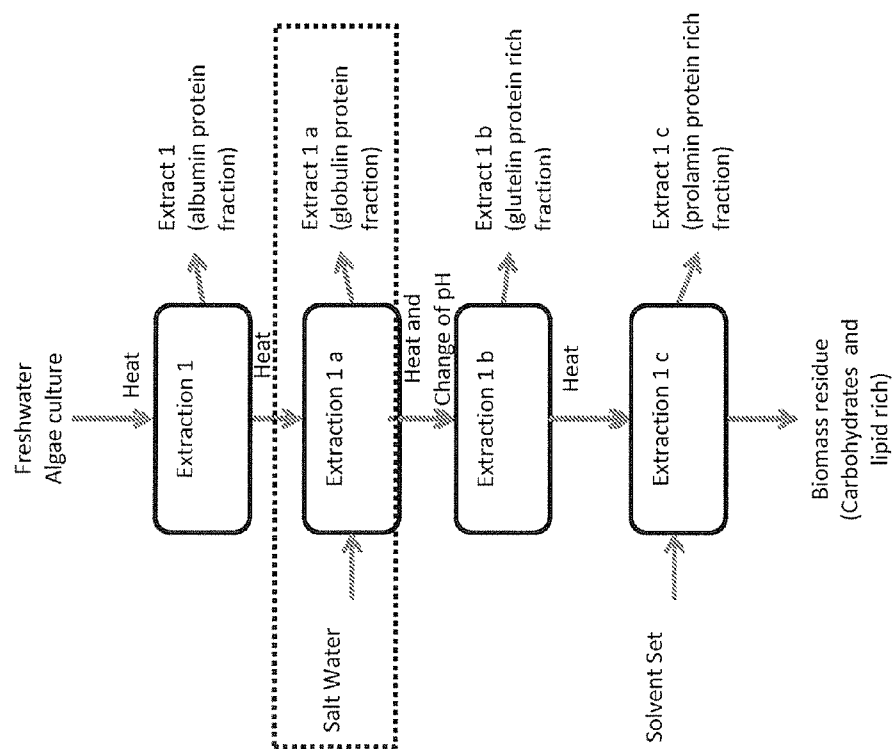 Freshwater
Algae culture
Heat
Extraction 1
Extract 1
(albumin protein
fraction)
Heat
Salt Water
Extraction 1 a
Extract 1 a
(globulin protein
fraction)
Heat and
Change of pH
Extraction 1 b
Extract 1 b
(glutelin protein rich
fraction)
Heat
Solvent Set
Extraction 1 c
Extract 1 c
(prolamin protein rich
fraction)
Biomass residue
(Carbohydrates and
lipid rich)